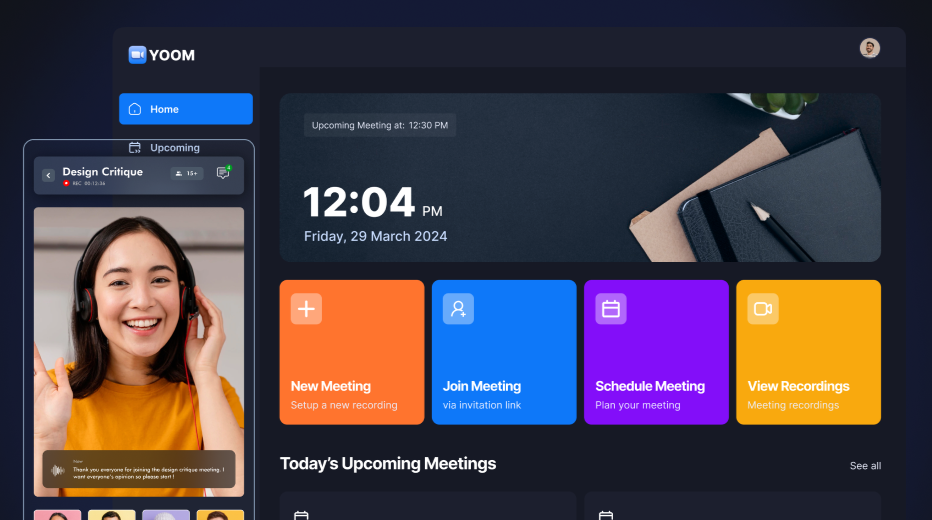 YOOM
Home
Upcoming
Design Critique
REC 00:12:36
15+
4
Upcoming Meeting at: 12:30 PM
12:04 PM
Friday, 29 March 2024
New Meeting
Setup a new recording
Join Meeting
via invitation link
Schedule Meeting
Plan your meeting
View Recordings
Meeting recordings
Thank you everyone for joining the design critique meeting. I
want everyone's opinion so please start !
Today's Upcoming Meetings
See all